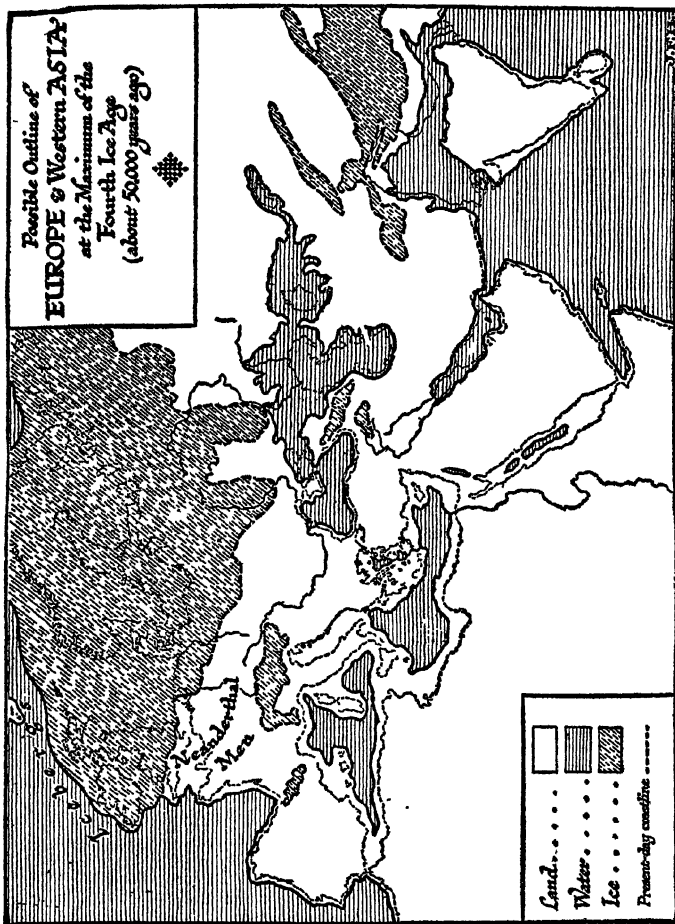 Possible Outline of
EUROPE & Western ASIA
at the Maximum of the
Fourth Ice Age
(about 50,000 years ago)
Neanderthal
Men
Land
Water
Ice
Present-day coastline